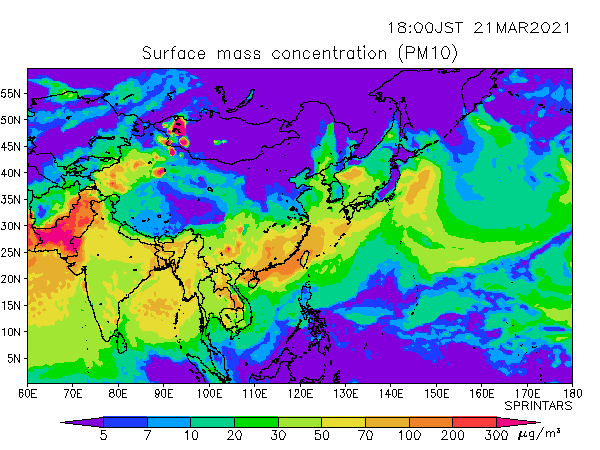 18:00JST 21MAR2021
Surface mass concentration (PM10)
55N
50N
45N
40N
35N
30N
25N
20N
15N
10N
5N
60E 70E 80E 90E 100E 110E 120E 130E 140E 150E 160E 170E 180
SPRINTARS
5 7 10 20 30 50 70 100 200 300 μg/m³